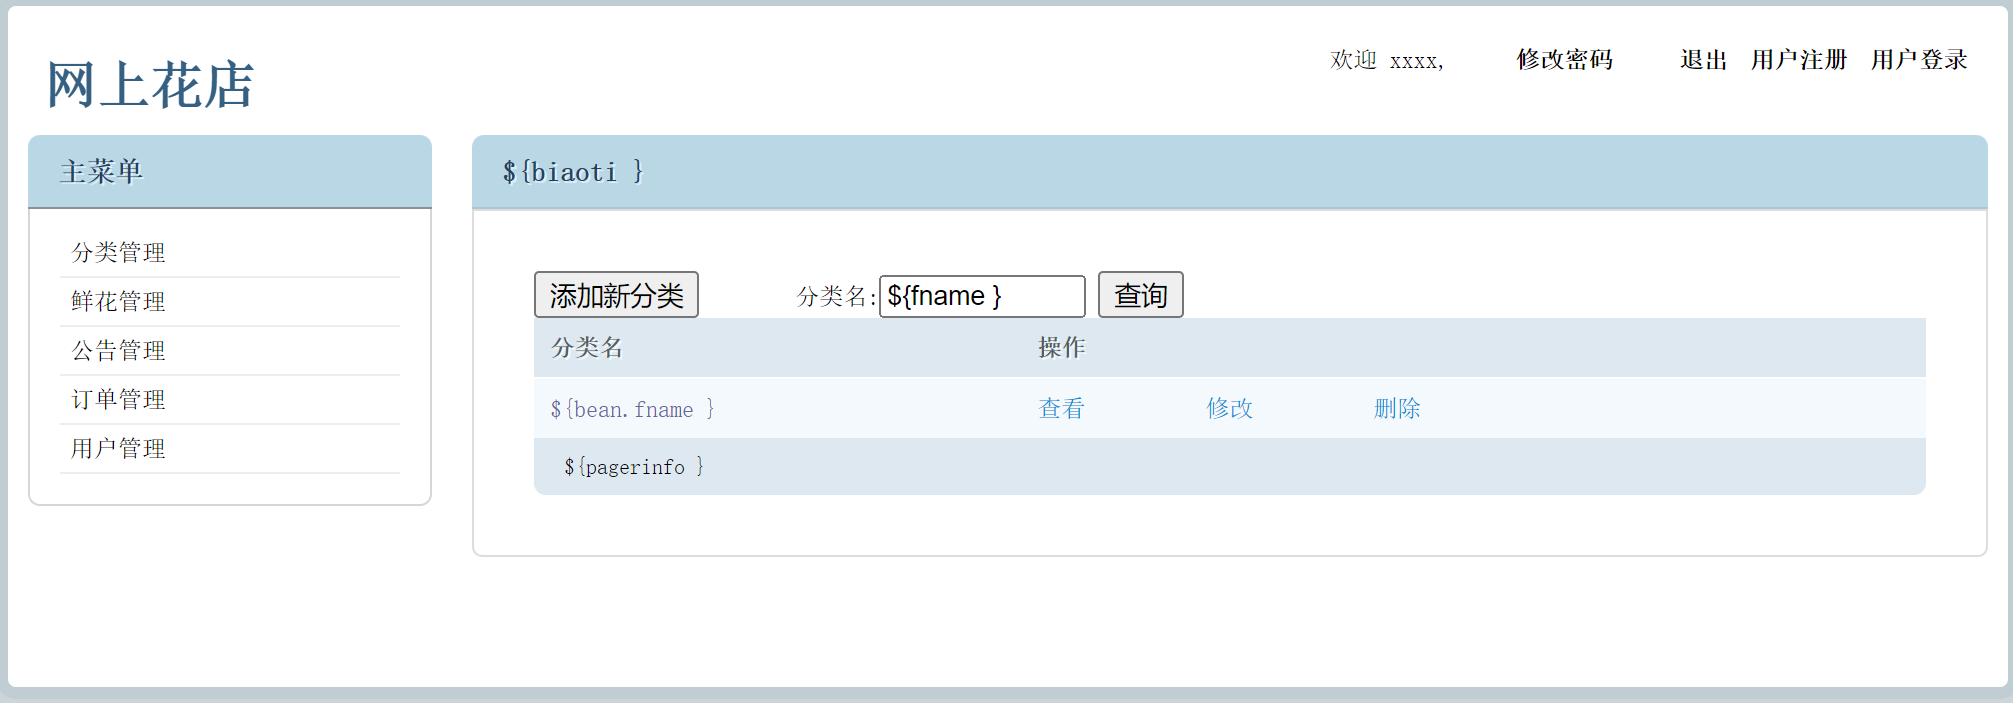 网上花店
欢迎 xxxx, 修改密码 退出 用户注册 用户登录
主菜单
分类管理
鲜花管理
公告管理
订单管理
用户管理
${biaoti }
添加新分类 分类名: ${fname } 查询
分类名 操作
${bean.fname } 查看 修改 删除
${pagerinfo }